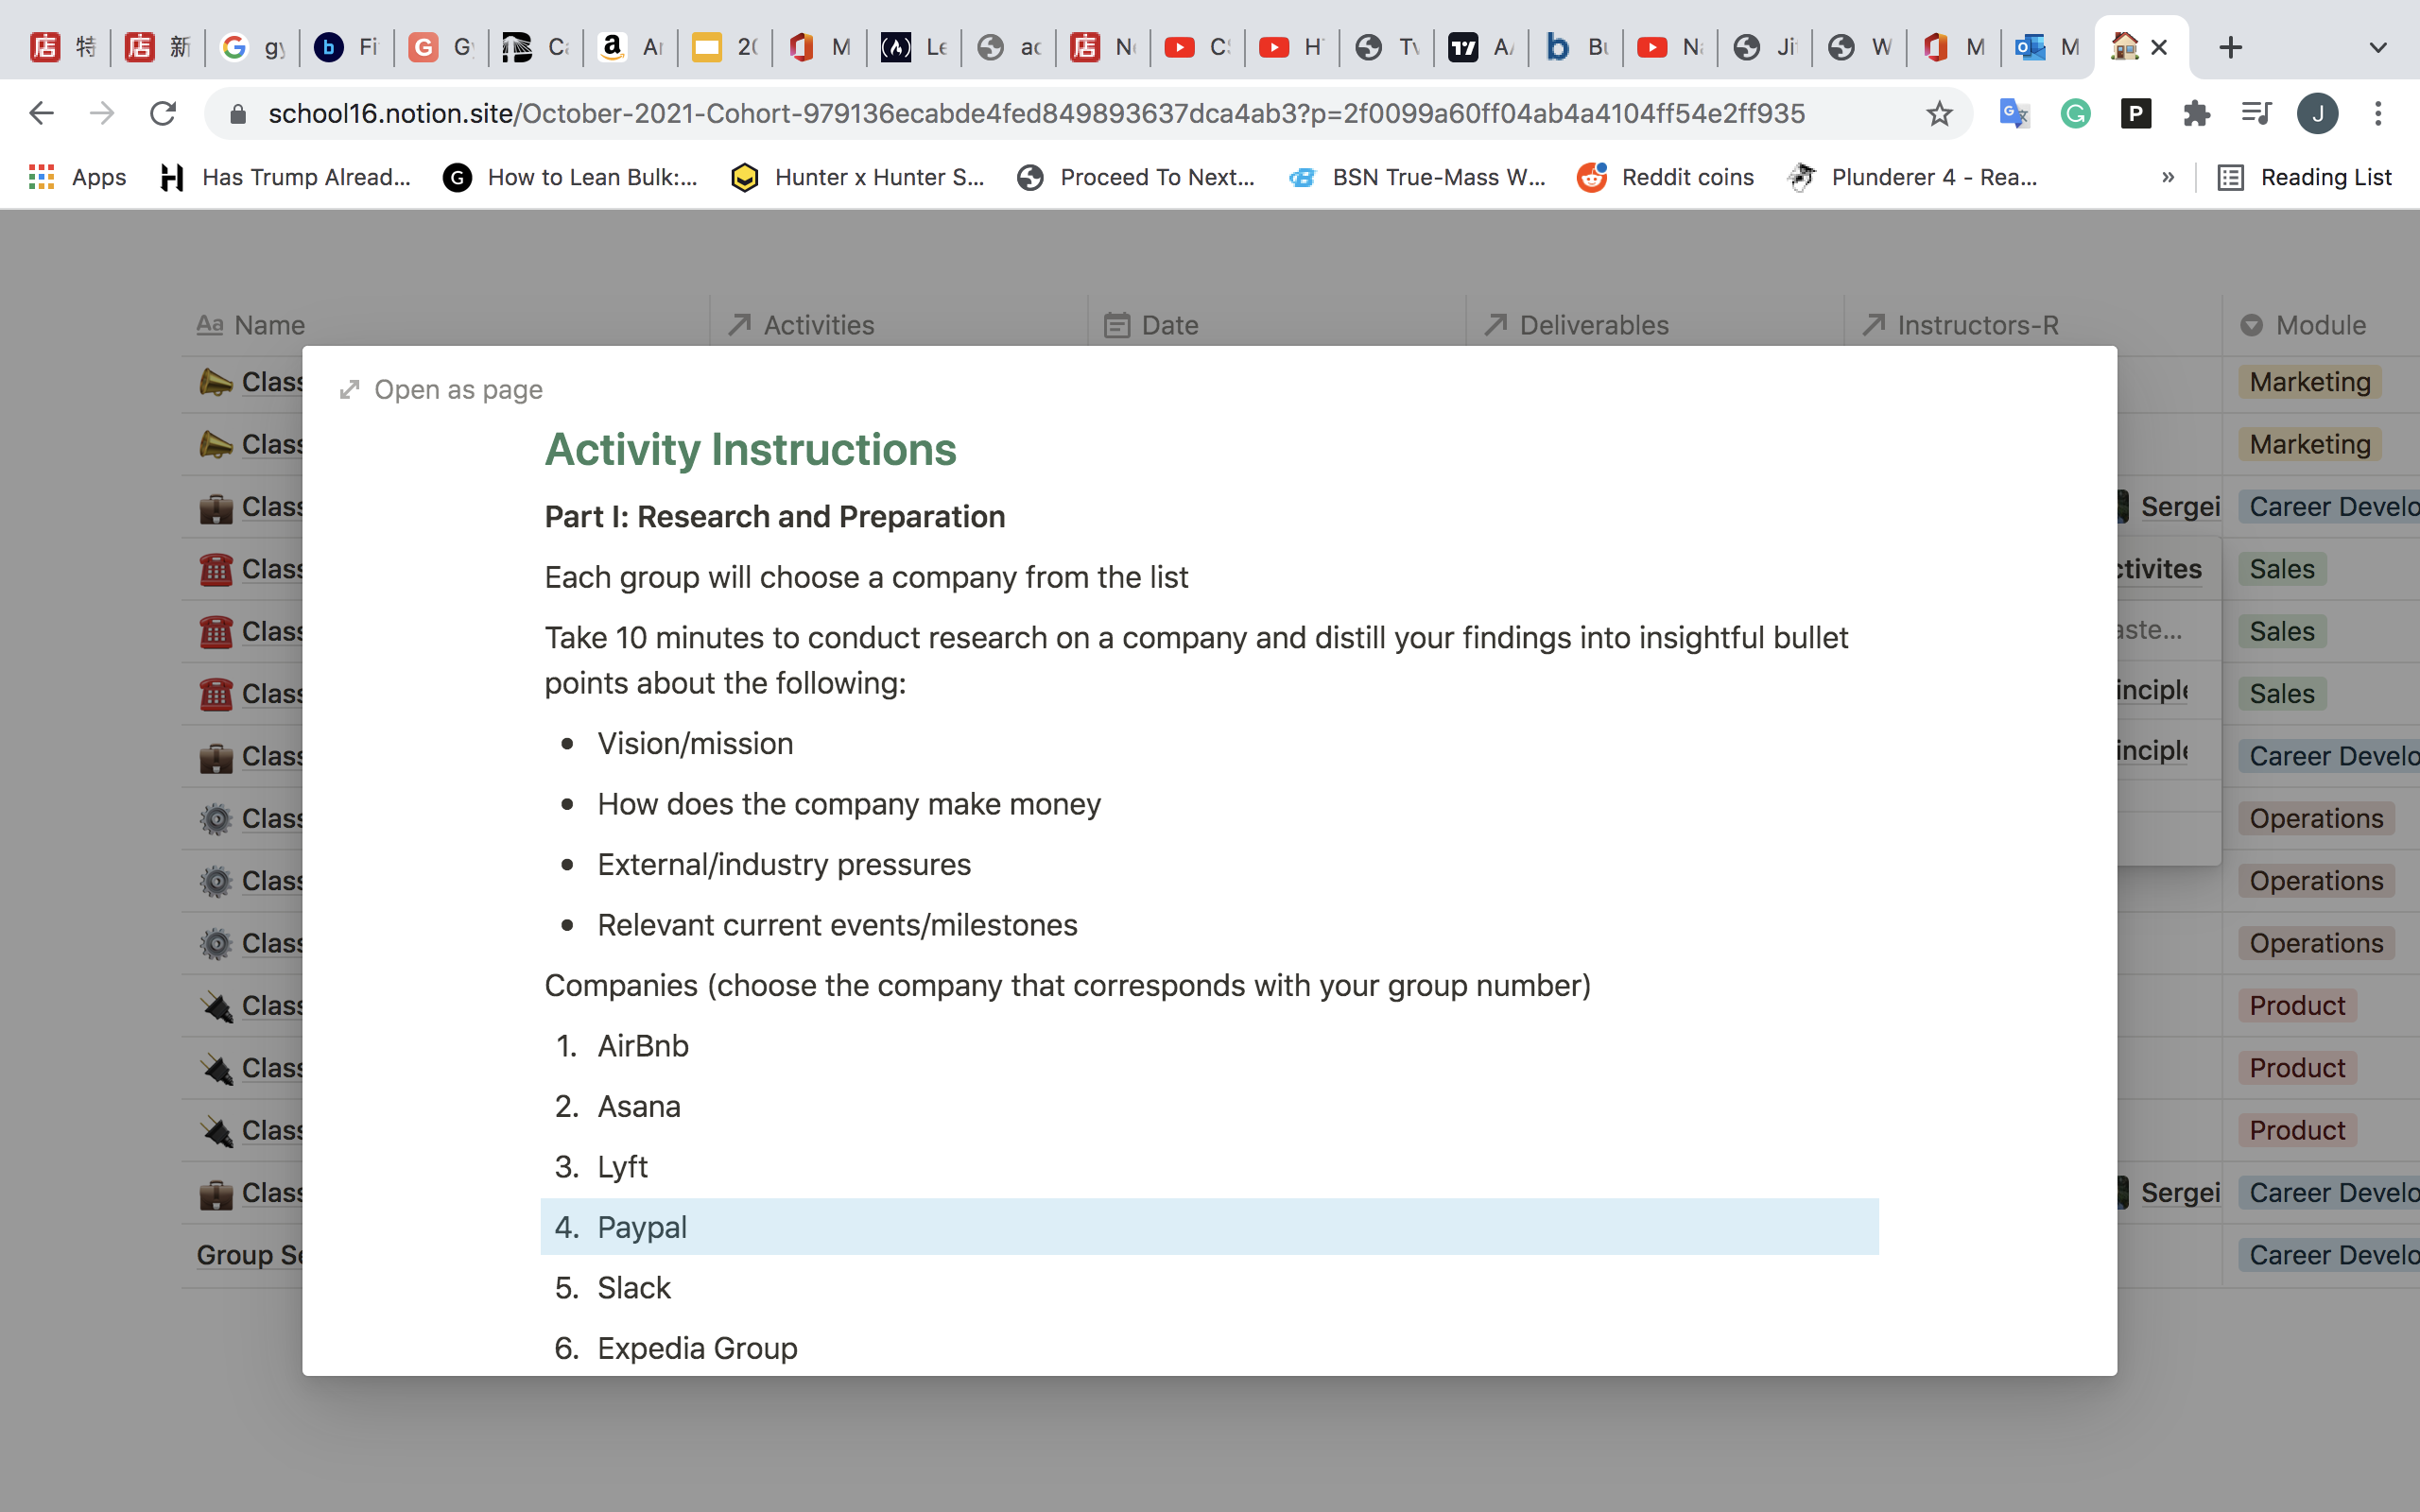 特
新
gy
Fi
G
Ca
Ar
20
M
Le
ac
No
CS
H
Tv
A
Bu
Na
Ji
W
M
M
school16.notion.site/October-2021-Cohort-979136ecabde4fed849893637dca4ab3?p=2f0099a60ff04ab4a4104ff54e2ff935
J
Apps
Has Trump Alread...
How to Lean Bulk:...
Hunter x Hunter S...
Proceed To Next...
BSN True-Mass W...
Reddit coins
Plunderer 4 - Rea...
»
Reading List
Aa Name
Activities
Date
Deliverables
Instructors-R
Module
Class
Marketing
Class
Marketing
Class
Sergei
Career Develo
Class
ctivites
Sales
Class
aste...
Sales
Class
inciple
Sales
Class
inciple
Career Develo
Class
Operations
Class
Operations
Class
Operations
Class
Product
Class
Product
Class
Product
Class
Sergei
Career Develo
Group Se
Career Develo
Open as page
Activity Instructions
Part I: Research and Preparation
Each group will choose a company from the list
Take 10 minutes to conduct research on a company and distill your findings into insightful bullet
points about the following:
• Vision/mission
• How does the company make money
• External/industry pressures
• Relevant current events/milestones
Companies (choose the company that corresponds with your group number)
1. AirBnb
2. Asana
3. Lyft
4. Paypal
5. Slack
6. Expedia Group